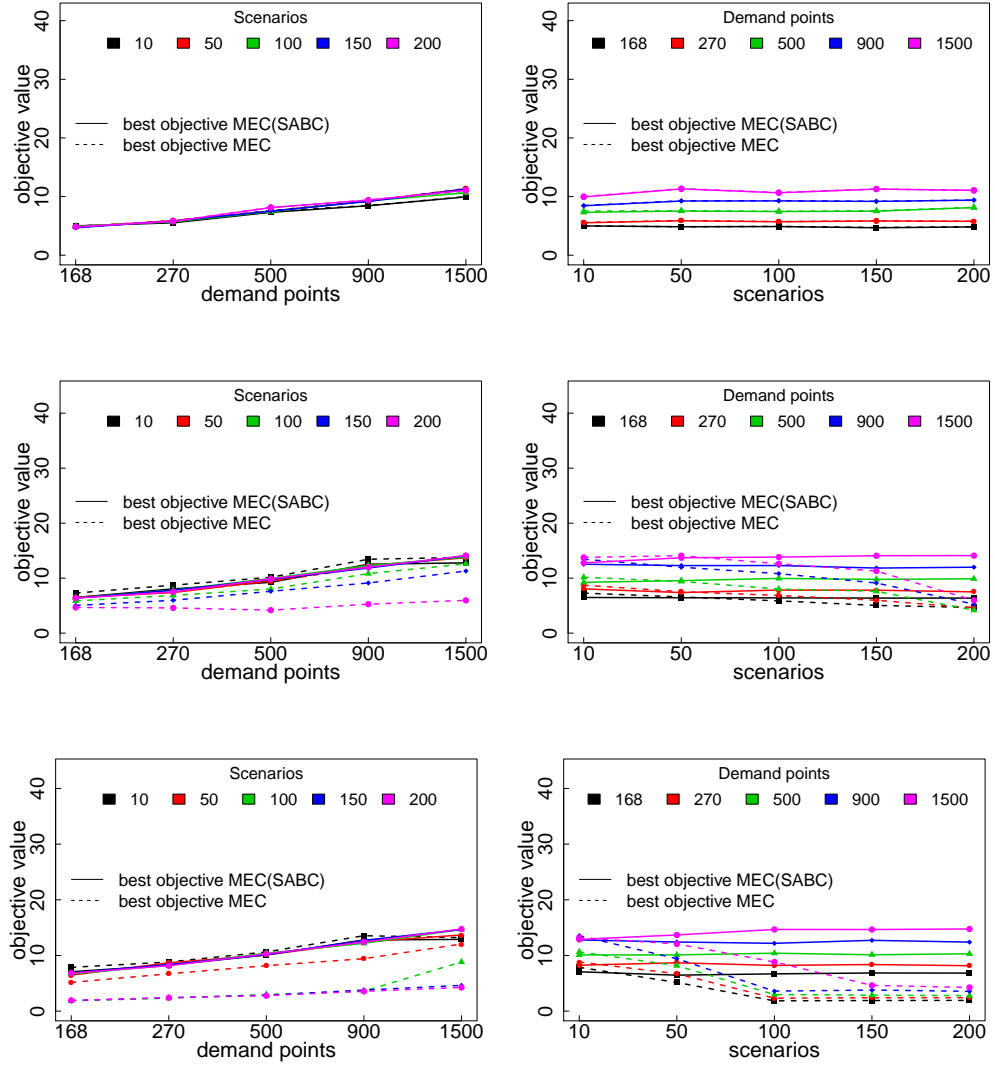 Scenarios
10 50 100 150 200
best objective MEC(SABC)
best objective MEC
objective value
0 10 20 30 40
168 270 500 900 1500
demand points
Demand points
168 270 500 900 1500
best objective MEC(SABC)
best objective MEC
objective value
0 10 20 30 40
10 50 100 150 200
scenarios
Scenarios
10 50 100 150 200
best objective MEC(SABC)
best objective MEC
objective value
0 10 20 30 40
168 270 500 900 1500
demand points
Demand points
168 270 500 900 1500
best objective MEC(SABC)
best objective MEC
objective value
0 10 20 30 40
10 50 100 150 200
scenarios
Scenarios
10 50 100 150 200
best objective MEC(SABC)
best objective MEC
objective value
0 10 20 30 40
168 270 500 900 1500
demand points
Demand points
168 270 500 900 1500
best objective MEC(SABC)
best objective MEC
objective value
0 10 20 30 40
10 50 100 150 200
scenarios